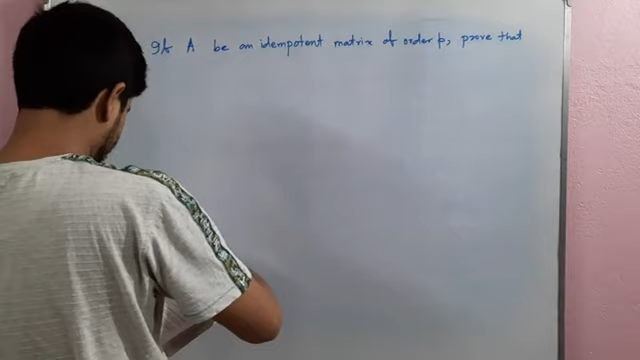 If A be an idempotent matrix of order p, prove that